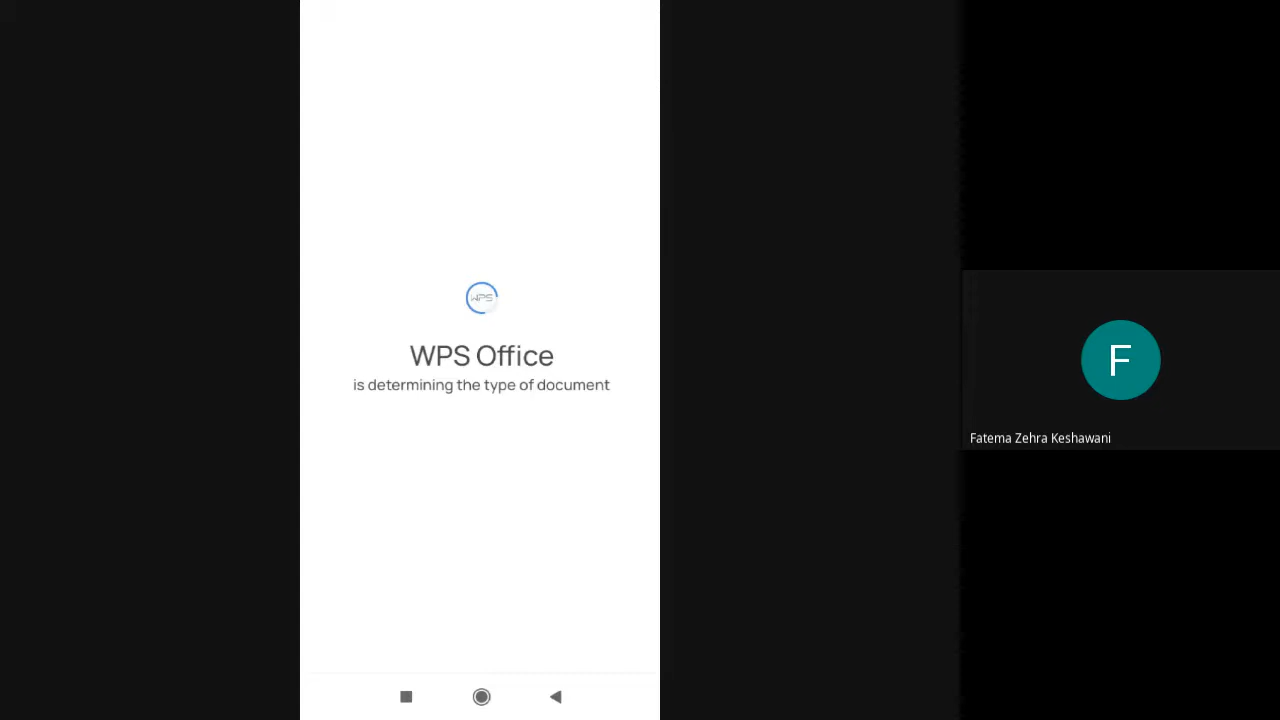 WPS
WPS Office
is determining the type of document
F
Fatema Zehra Keshawani